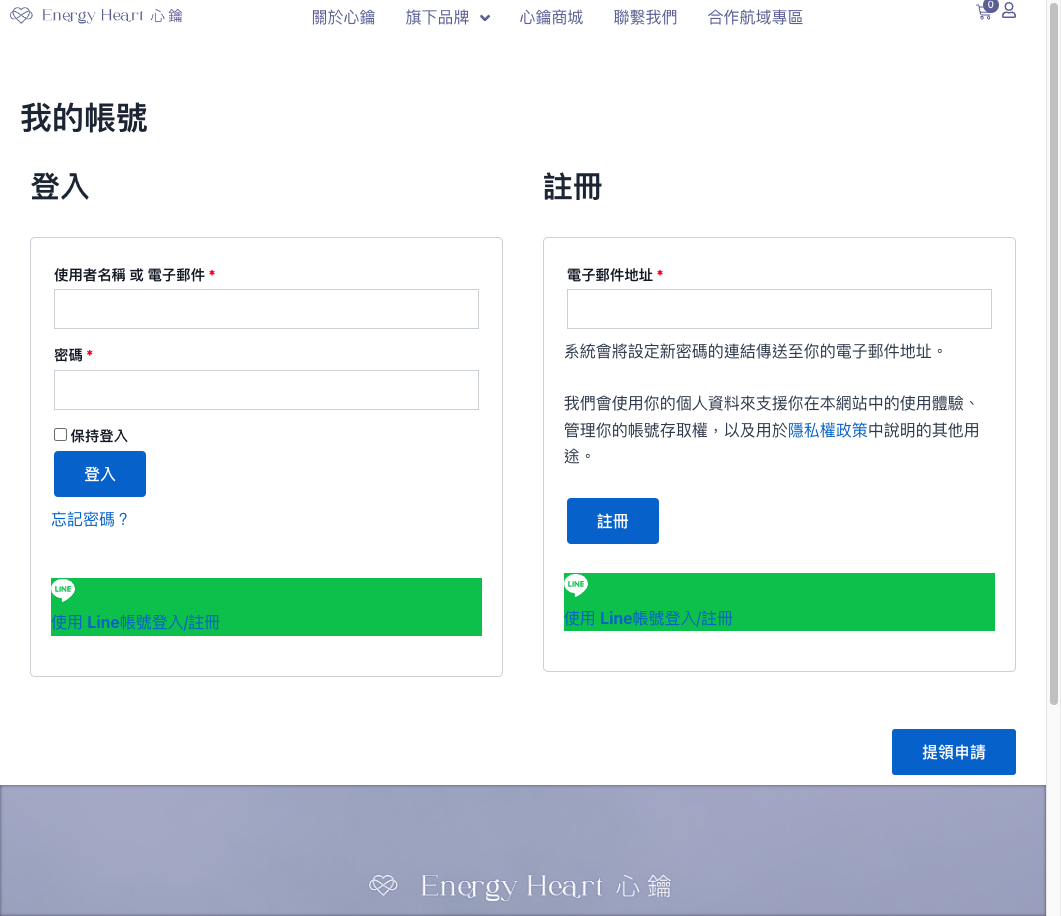 Energy Heart 心鑰
關於心鑰
旗下品牌
心鑰商城
聯繫我們
合作航域專區
0
我的帳號
登入
使用者名稱 或 電子郵件 *
密碼 *
保持登入
登入
忘記密碼？
LINE
使用 Line帳號登入/註冊
註冊
電子郵件地址 *
系統會將設定新密碼的連結傳送至你的電子郵件地址。
我們會使用你的個人資料來支援你在本網站中的使用體驗、
管理你的帳號存取權，以及用於隱私權政策中說明的其他用
途。
註冊
LINE
使用 Line帳號登入/註冊
提領申請
Energy Heart 心鑰